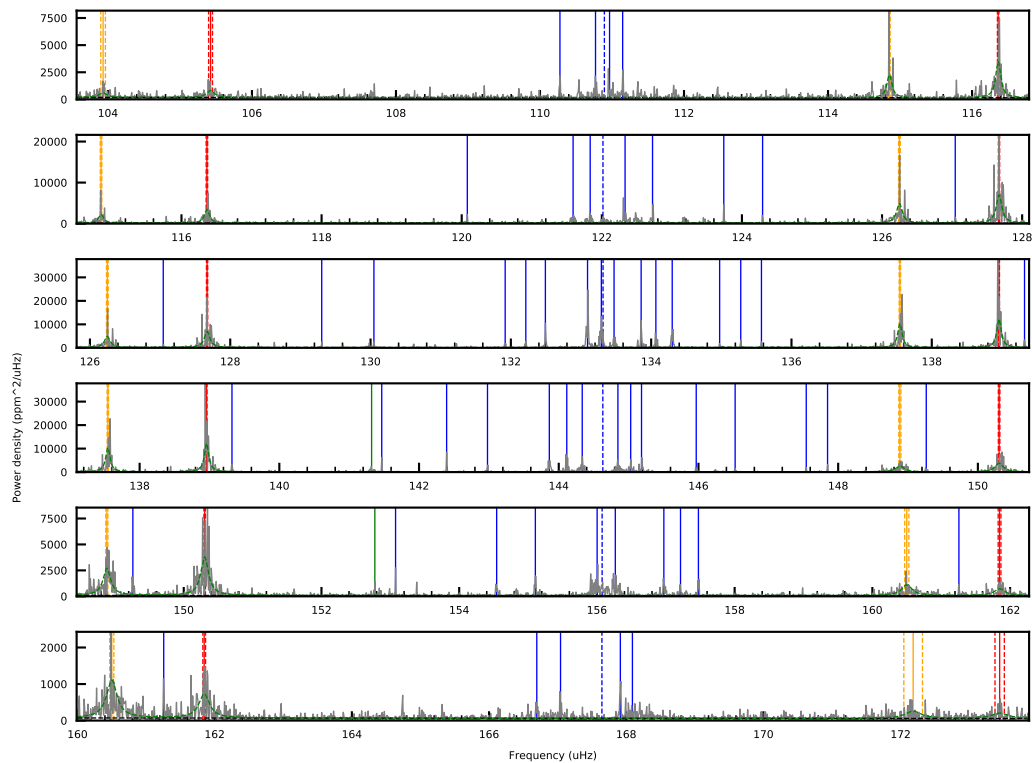 7500
5000
2500
0
104 106 108 110 112 114 116
20000
10000
0
116 118 120 122 124 126 128
30000
20000
10000
0
126 128 130 132 134 136 138
30000
20000
10000
0
138 140 142 144 146 148 150
7500
5000
2500
0
150 152 154 156 158 160 162
2000
1000
0
160 162 164 166 168 170 172
Power density (ppm^2/uHz)
Frequency (uHz)